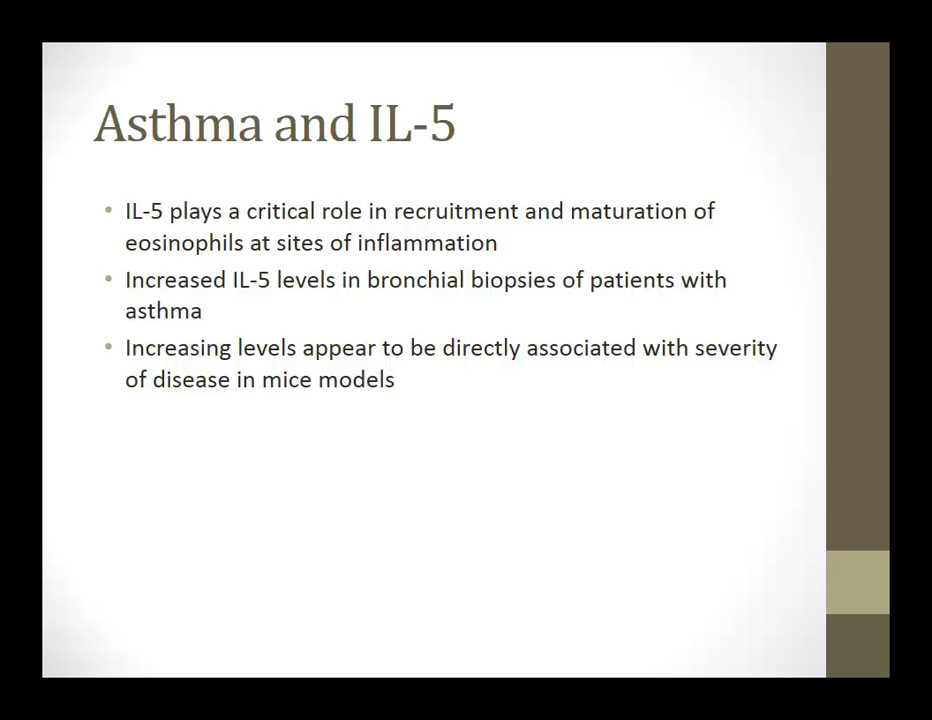 Asthma and IL-5
• IL-5 plays a critical role in recruitment and maturation of
eosinophils at sites of inflammation
• Increased IL-5 levels in bronchial biopsies of patients with
asthma
• Increasing levels appear to be directly associated with severity
of disease in mice models